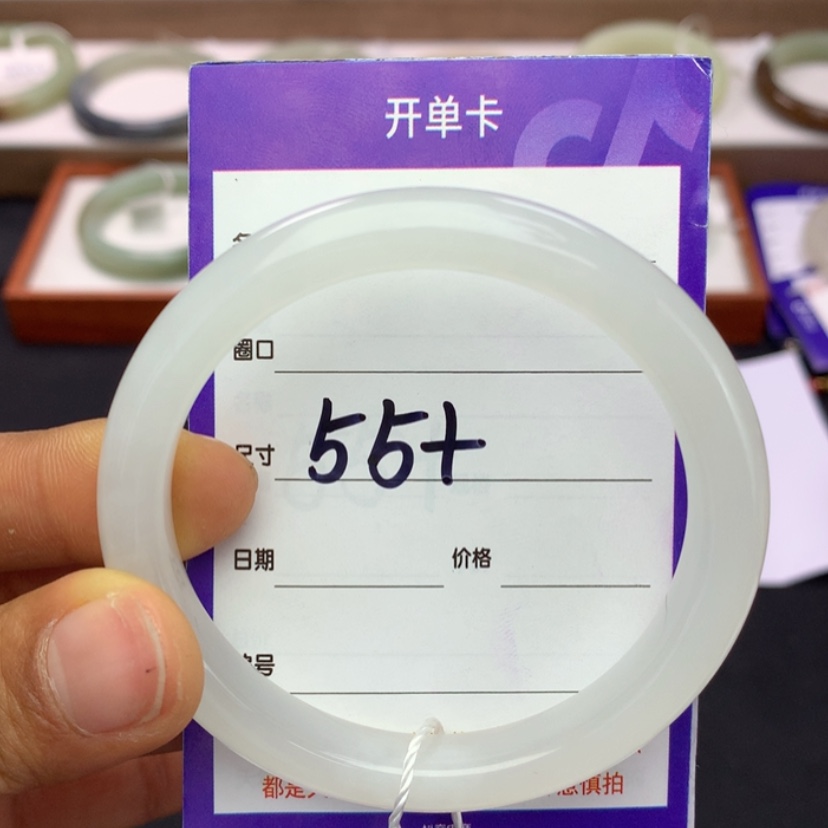 开单卡
圈口
尺寸 55+
日期 价格
号
都是 慎拍